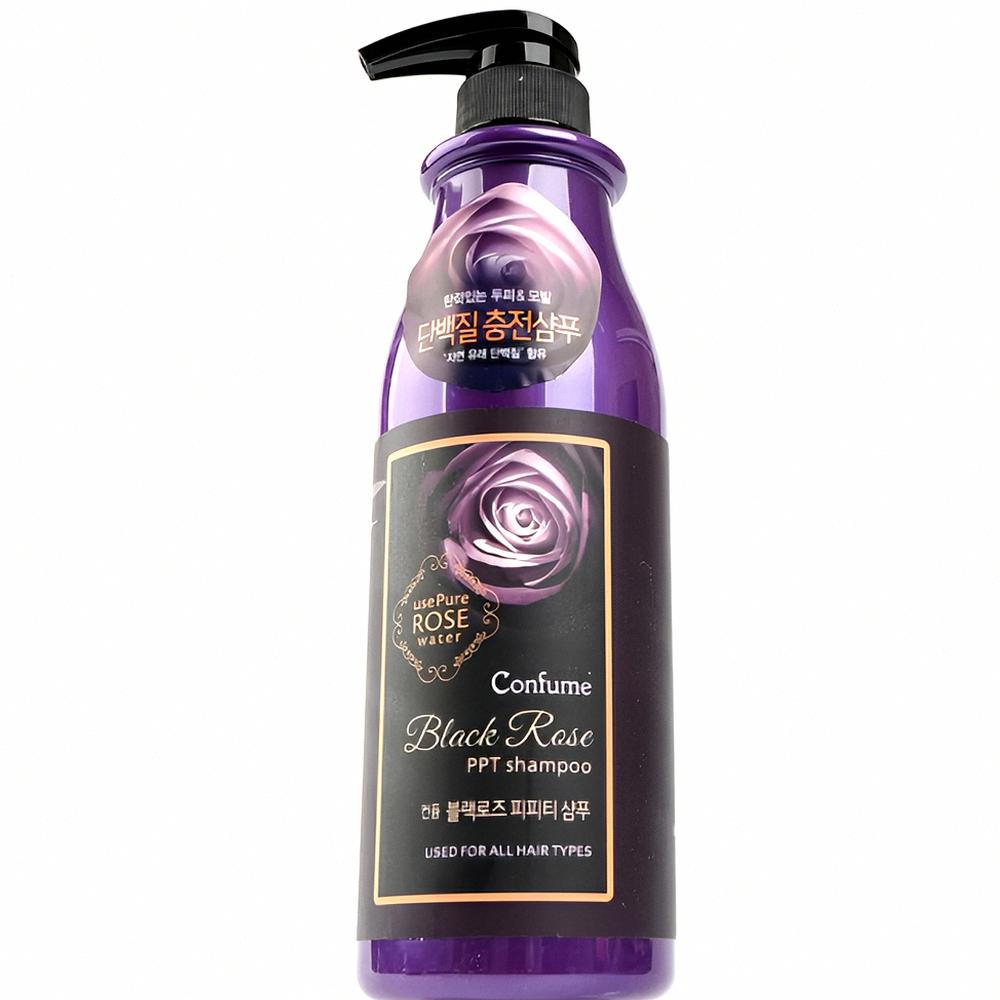 탄력있는 두피 & 모발
단백질 충전샴푸
"자연 유래 단백질" 함유
usePure
ROSE
water
Confume
Black Rose
PPT shampoo
컨퓸 블랙로즈 피피티 샴푸
USED FOR ALL HAIR TYPES